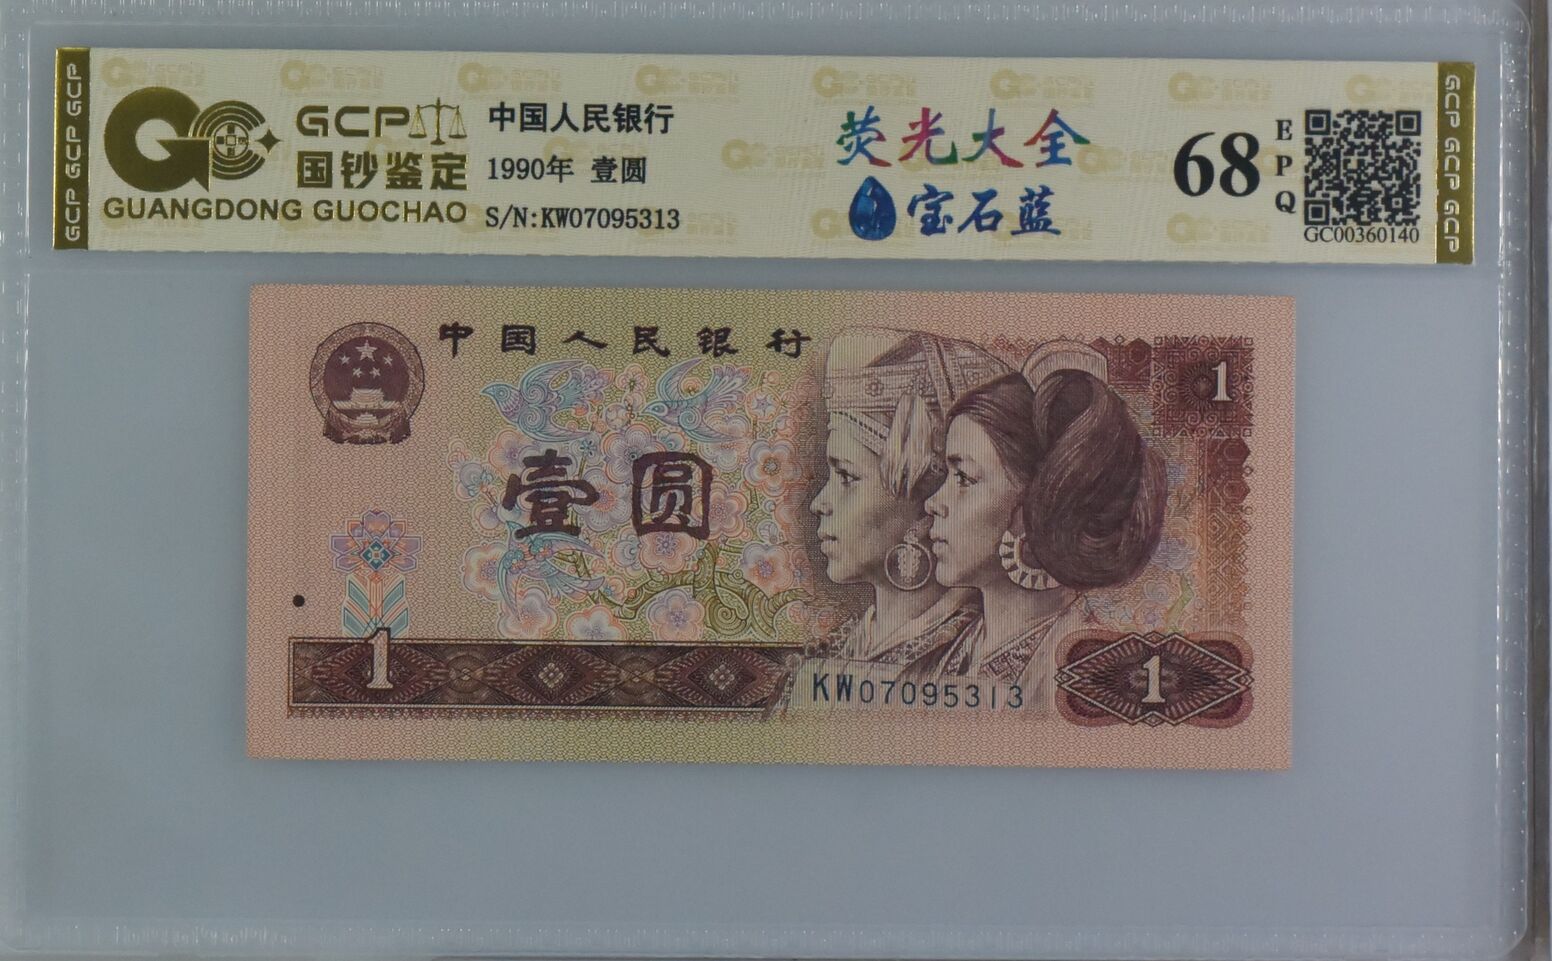 GCP GCP GCP
GCP
国钞鉴定
GUANGDONG GUOCHAO
中国人民银行
1990年 壹圆
S/N:KW07095313
荧光大全
宝石蓝
68
EPQ
GC00360140
GCP GCP GCP
中国人民银行
1
壹圆
1
KW07095313
1